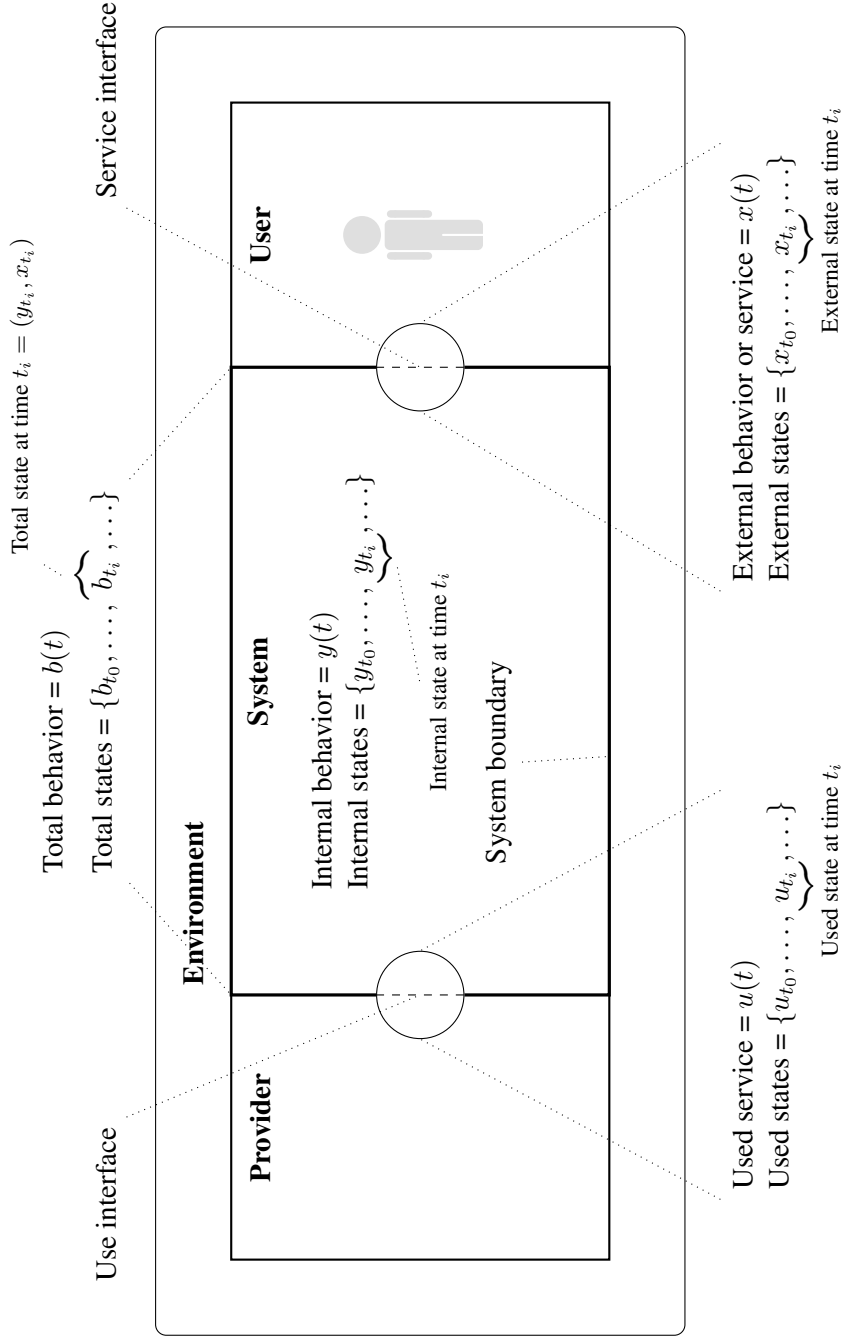 Total state at time $t_i = (y_{t_i}, x_{t_i})$
Total behavior = $b(t)$
Total states = $\{b_{t_0}, \ldots, b_{t_i}, \ldots\}$
Use interface
Service interface
Environment
Provider
System
User
Internal behavior = $y(t)$
Internal states = $\{y_{t_0}, \ldots, y_{t_i}, \ldots\}$
Internal state at time $t_i$
System boundary
Used service = $u(t)$
Used states = $\{u_{t_0}, \ldots, u_{t_i}, \ldots\}$
Used state at time $t_i$
External behavior or service = $x(t)$
External states = $\{x_{t_0}, \ldots, x_{t_i}, \ldots\}$
External state at time $t_i$